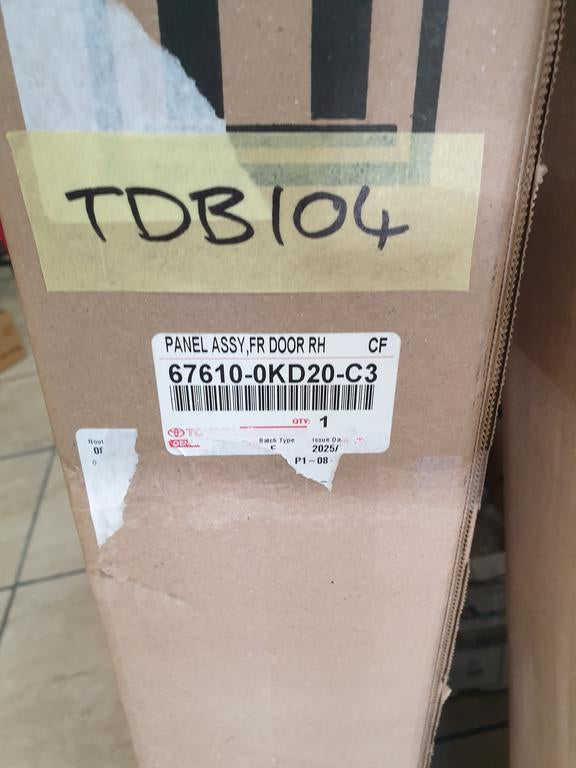 TDB104
PANEL ASSY,FR DOOR RH CF
67610-0KD20-C3
QTY: 1
Batch Type
2025/
P1-08-